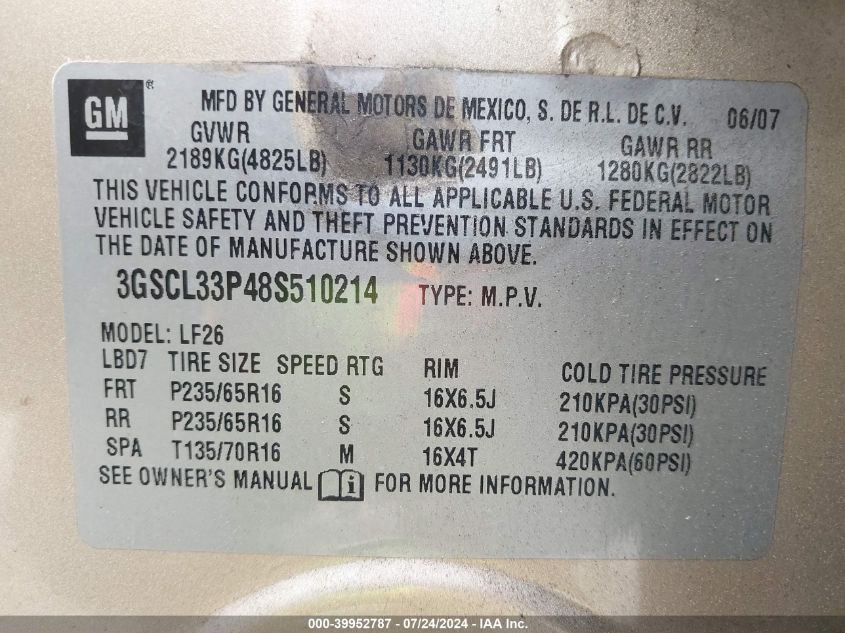 GM ® MFD BY GENERAL MOTORS DE MEXICO, S. DE R.L. DE C.V. 06/07
GVWR GAWR FRT GAWR RR
2189KG(4825LB) 1130KG(2491LB) 1280KG(2822LB)
THIS VEHICLE CONFORMS TO ALL APPLICABLE U.S. FEDERAL MOTOR
VEHICLE SAFETY AND THEFT PREVENTION STANDARDS IN EFFECT ON
THE DATE OF MANUFACTURE SHOWN ABOVE.
3GSCL33P48S510214 TYPE: M.P.V.
MODEL: LF26
LBD7 TIRE SIZE SPEED RTG RIM COLD TIRE PRESSURE
FRT P235/65R16 S 16X6.5J 210KPA(30PSI)
RR P235/65R16 S 16X6.5J 210KPA(30PSI)
SPA T135/70R16 M 16X4T 420KPA(60PSI)
SEE OWNER'S MANUAL i FOR MORE INFORMATION.
000-39952787 - 07/24/2024 - IAA Inc.